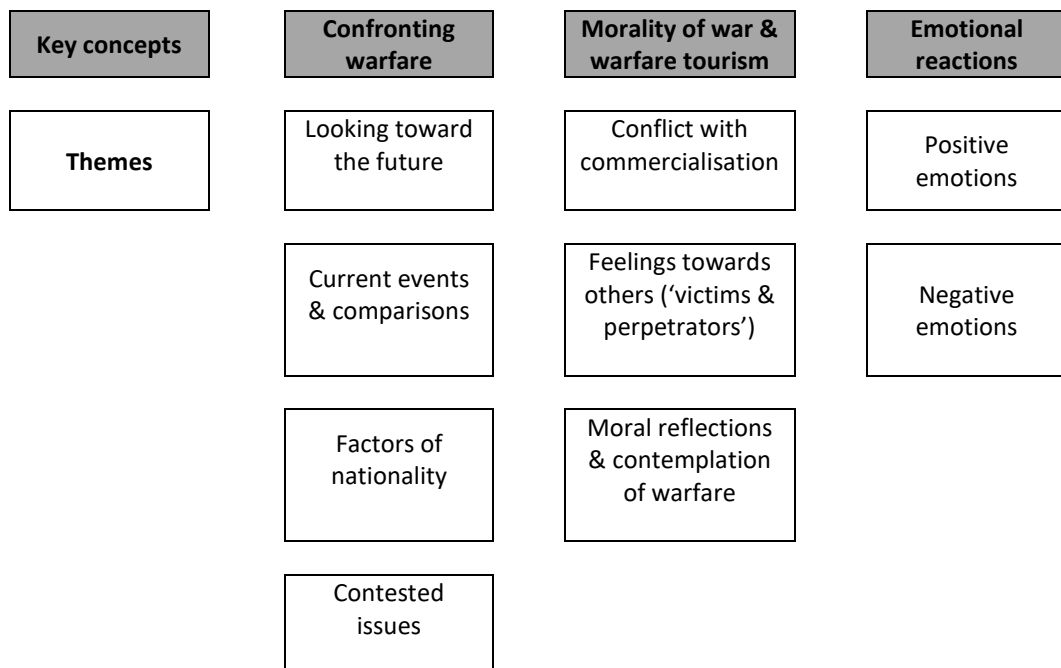 Key concepts
Confronting
warfare
Morality of war &
warfare tourism
Emotional
reactions
Themes
Looking toward
the future
Conflict with
commercialisation
Positive
emotions
Current events
& comparisons
Feelings towards
others (‘victims &
perpetrators’)
Negative
emotions
Factors of
nationality
Moral reflections
& contemplation
of warfare
Contested
issues